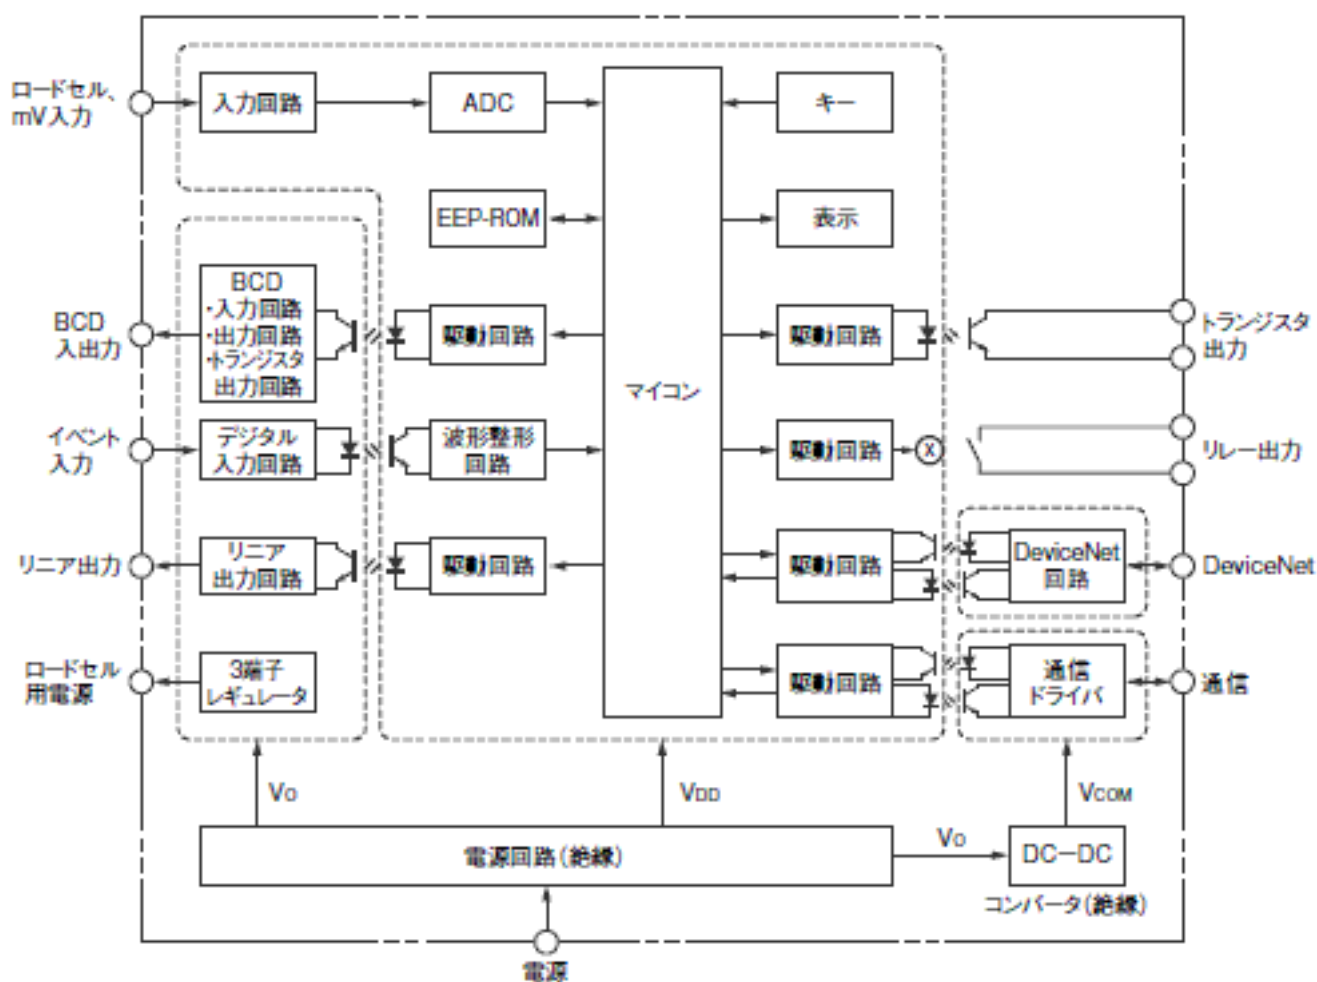 ロードセル、
mV入力
入力回路
ADC
キー
EEP-ROM
表示
BCD
・入力回路
・出力回路
・トランジスタ
出力回路
BCD
入出力
駆動回路
駆動回路
トランジスタ
出力
マイコン
イベント
入力
デジタル
入力回路
波形整形
回路
駆動回路
X
リレー出力
リニア出力
リニア
出力回路
駆動回路
駆動回路
DeviceNet
回路
DeviceNet
ロードセル
用電源
3端子
レギュレータ
駆動回路
通信
ドライバ
通信
VO
VDD
VCOM
電源回路(絶縁)
VO
DC－DC
コンバータ(絶縁)
電源